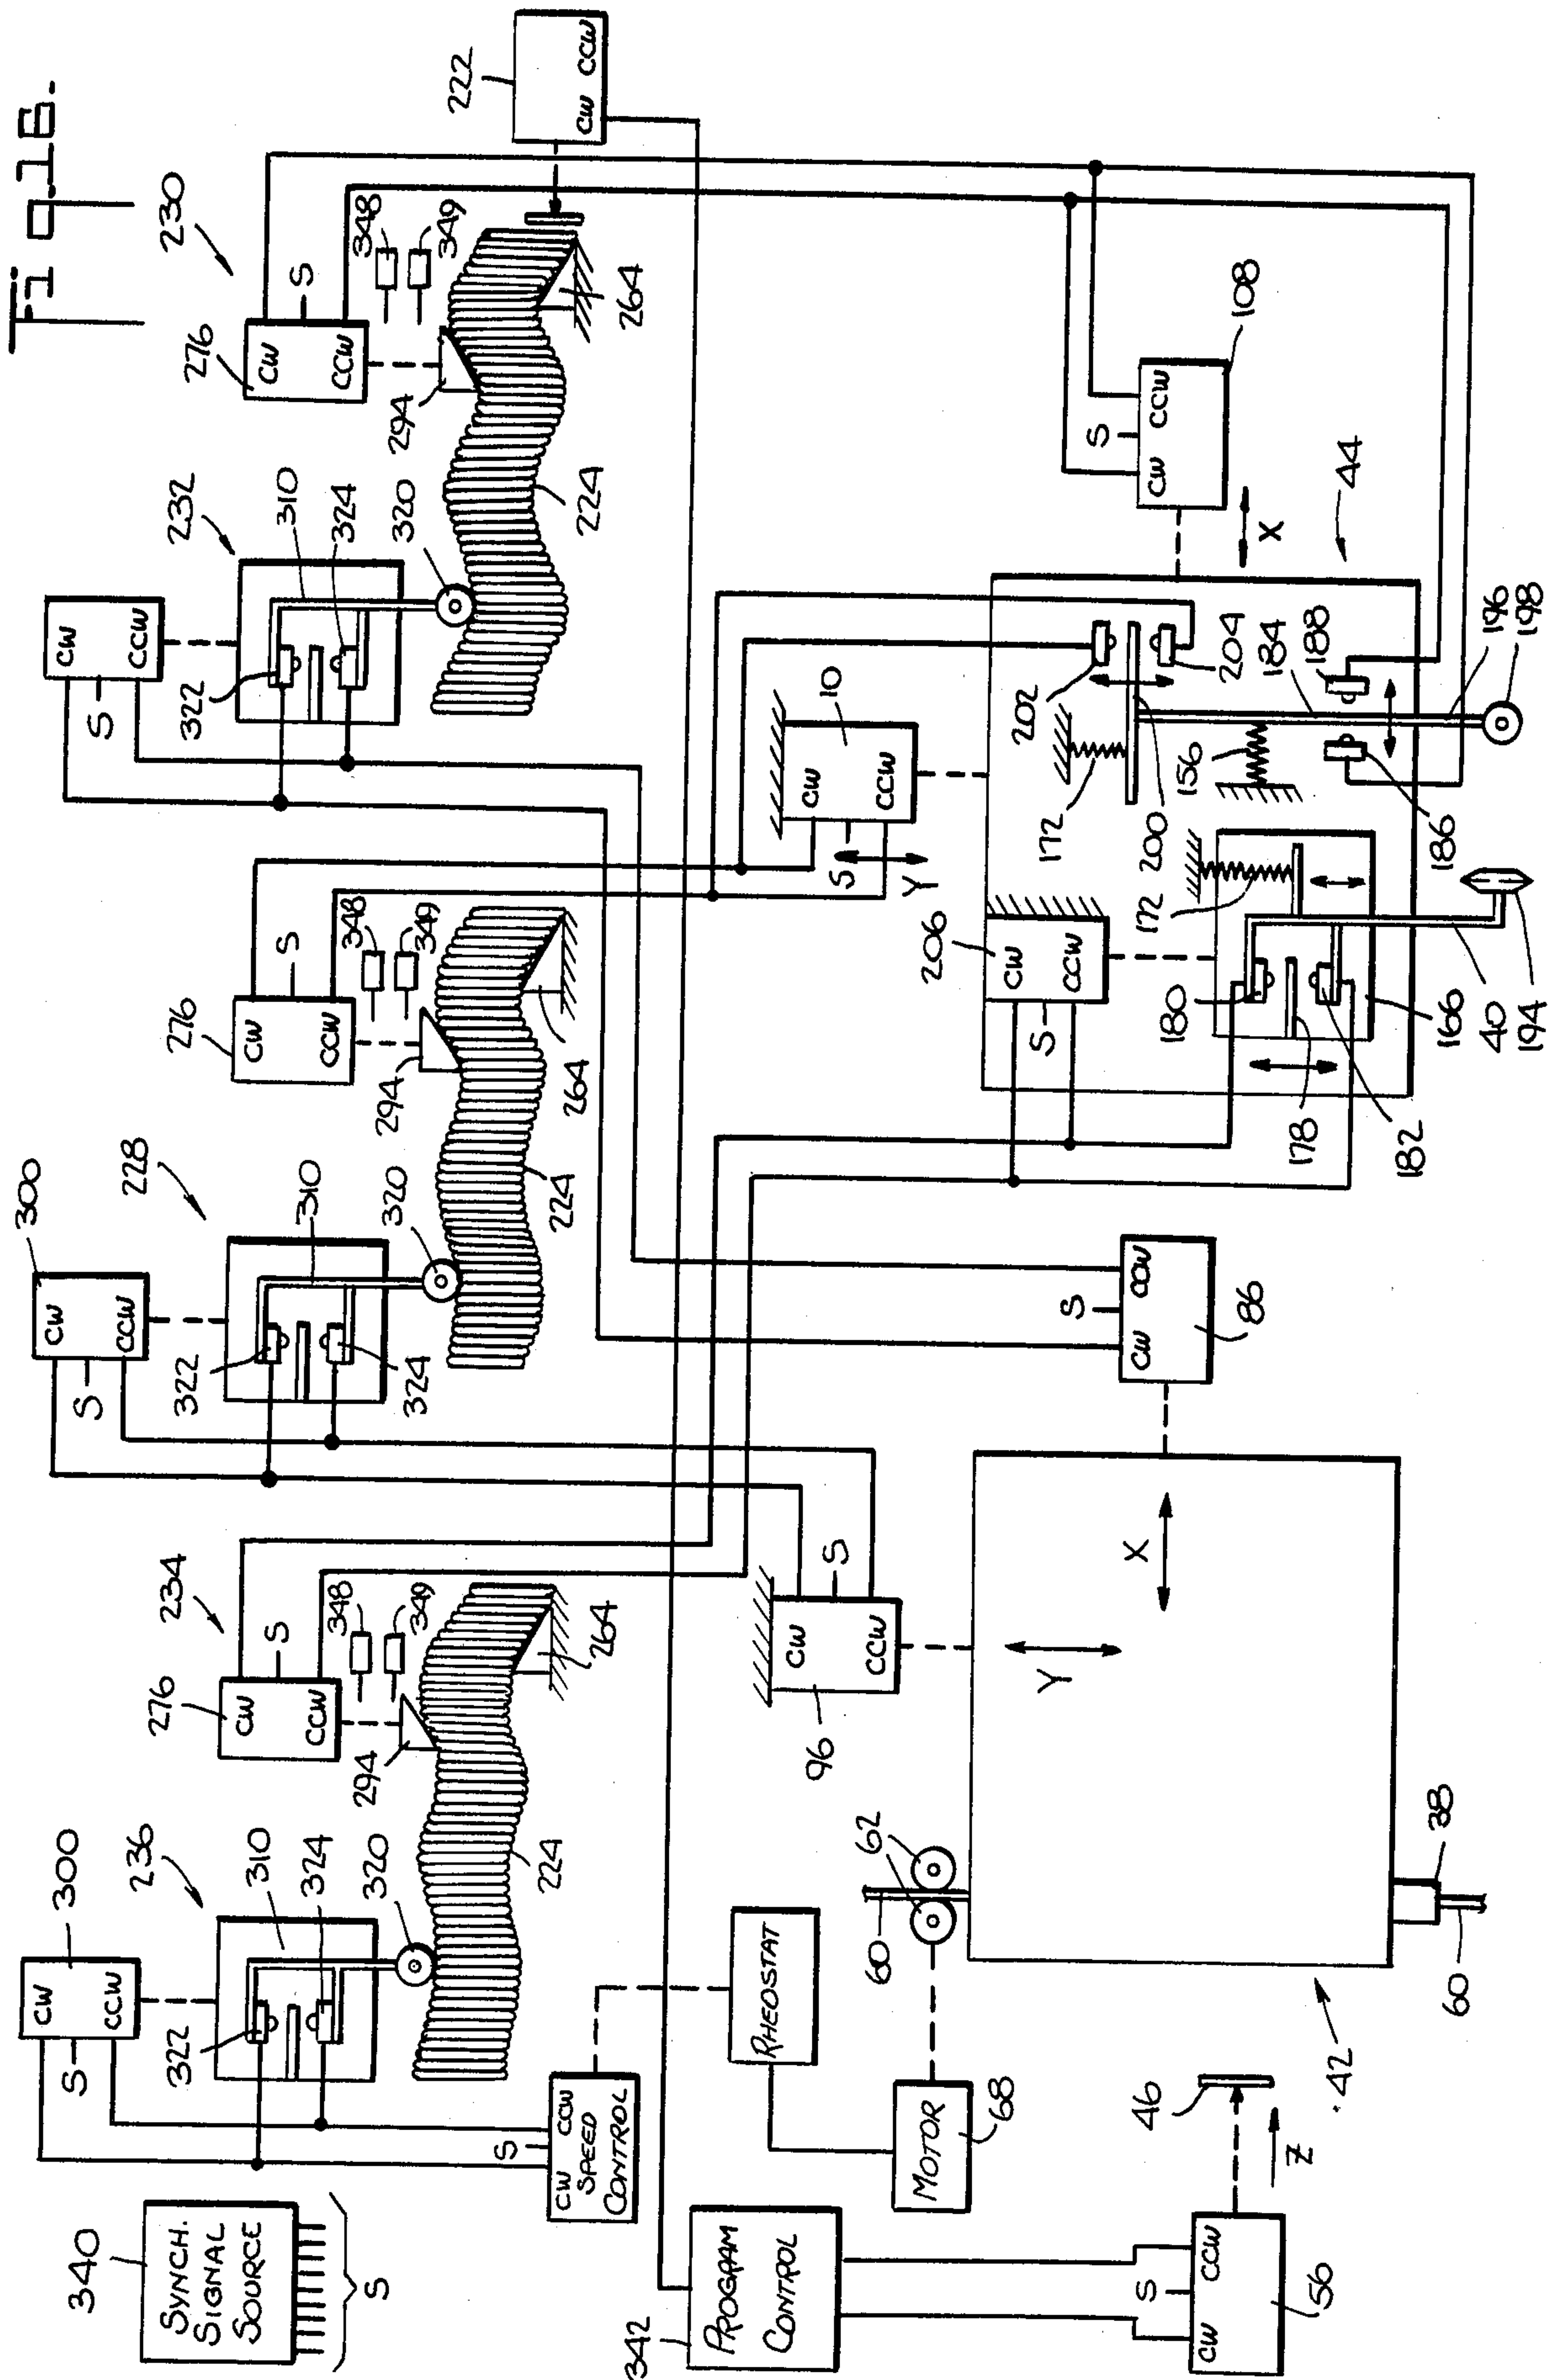 Fig. 18.
340
SYNCH.
SIGNAL
SOURCE
S
300
CW
CCW
S
236
322
310
324
320
224
276
CW
CCW
S
234
348
349
294
264
300
CW
CCW
S
228
322
310
324
320
224
276
CW
CCW
S
348
349
294
264
CW
CCW
S
232
322
310
324
320
224
276
CW
CCW
S
230
348
349
294
264
222
CW CCW
CW CCW
S
SPEED
CONTROL
RHEOSTAT
MOTOR
68
342
PROGRAM
CONTROL
CW CCW
S
56
46
Z
60
62
96
CW
CCW
S
Y
X
42
38
60
CW CCW
S
86
10
CW
CCW
S
Y
206
CW
CCW
S
180
178
182
166
40
194
172
172
200
202
204
156
184
186
188
196
198
44
X
CW CCW
S
108